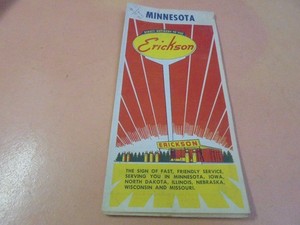 MINNESOTA
Erickson
ERICKSON
THE SIGN OF FAST, FRIENDLY SERVICE,
SERVING YOU IN MINNESOTA, IOWA,
NORTH DAKOTA, ILLINOIS, NEBRASKA,
WISCONSIN AND MISSOURI.